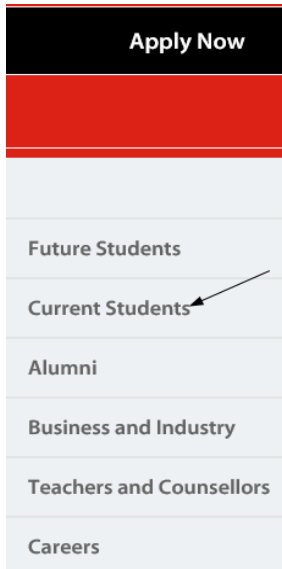 Apply Now
Future Students
Current Students
Alumni
Business and Industry
Teachers and Counsellors
Careers